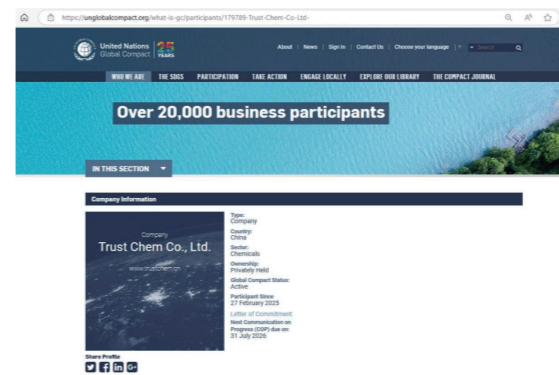 https://unglobalcompact.org/what-is-gc/participants/179789-Trust-Chem-Co-Ltd-
United Nations
Global Compact
25
YEARS
About | News | Sign In | Contact Us | Choose your language | Search
WHO WE ARE THE SDGS PARTICIPATION TAKE ACTION ENGAGE LOCALLY EXPLORE OUR LIBRARY THE COMPACT JOURNAL
Over 20,000 business participants
IN THIS SECTION
Company Information
Company
Trust Chem Co., Ltd.
www.trustchem.cn
Type:
Company
Country:
China
Sector:
Chemicals
Ownership:
Privately Held
Global Compact Status:
Active
Participant Since
27 February 2025
Letter of Commitment
Next Communication on
Progress (COP) due on:
31 July 2026
Share Profile